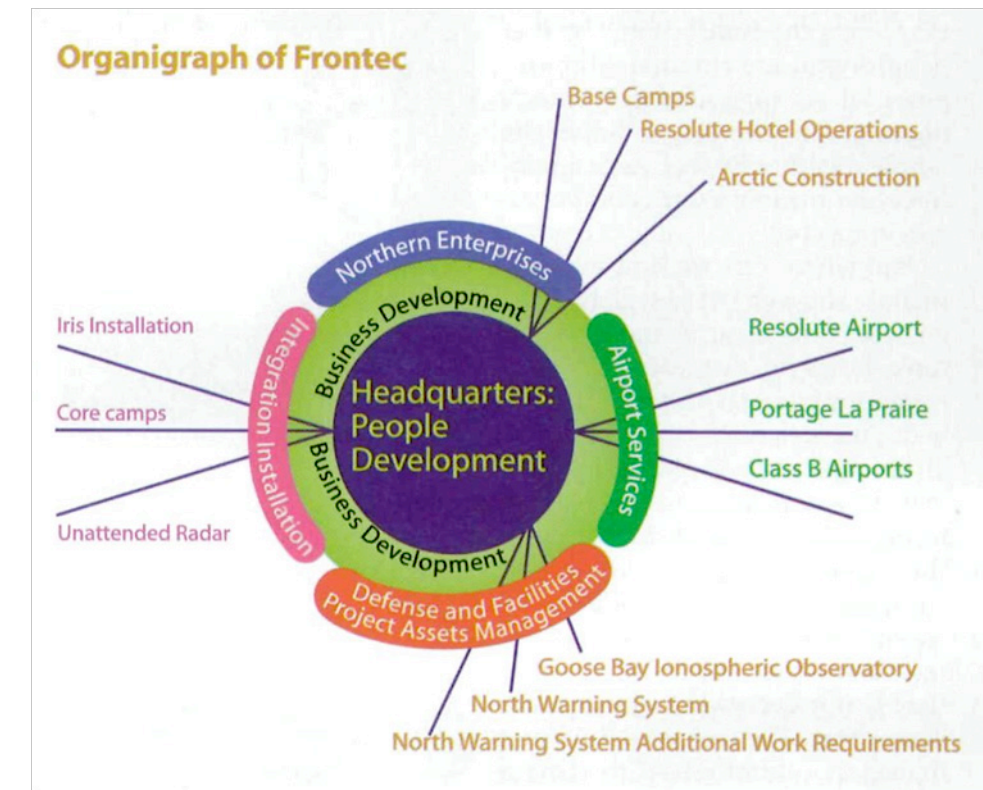 Organigraph of Frontec
Base Camps
Resolute Hotel Operations
Arctic Construction
Northern Enterprises
Business Development
Iris Installation
Core camps
Unattended Radar
Integration Installation
Headquarters:
People
Development
Airport Services
Resolute Airport
Portage La Praire
Class B Airports
Business Development
Defense and Facilities
Project Assets Management
Goose Bay Ionospheric Observatory
North Warning System
North Warning System Additional Work Requirements